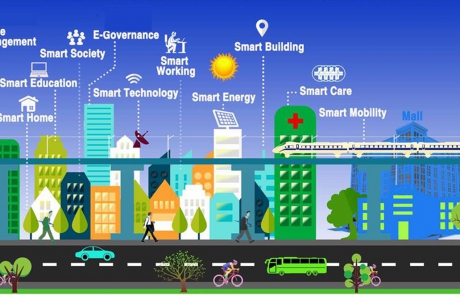 E-Governance
Smart Society
Smart
Working
Smart Building
Smart Education
Smart Technology
Smart Energy
Smart Care
Smart Home
Smart Mobility
Mall